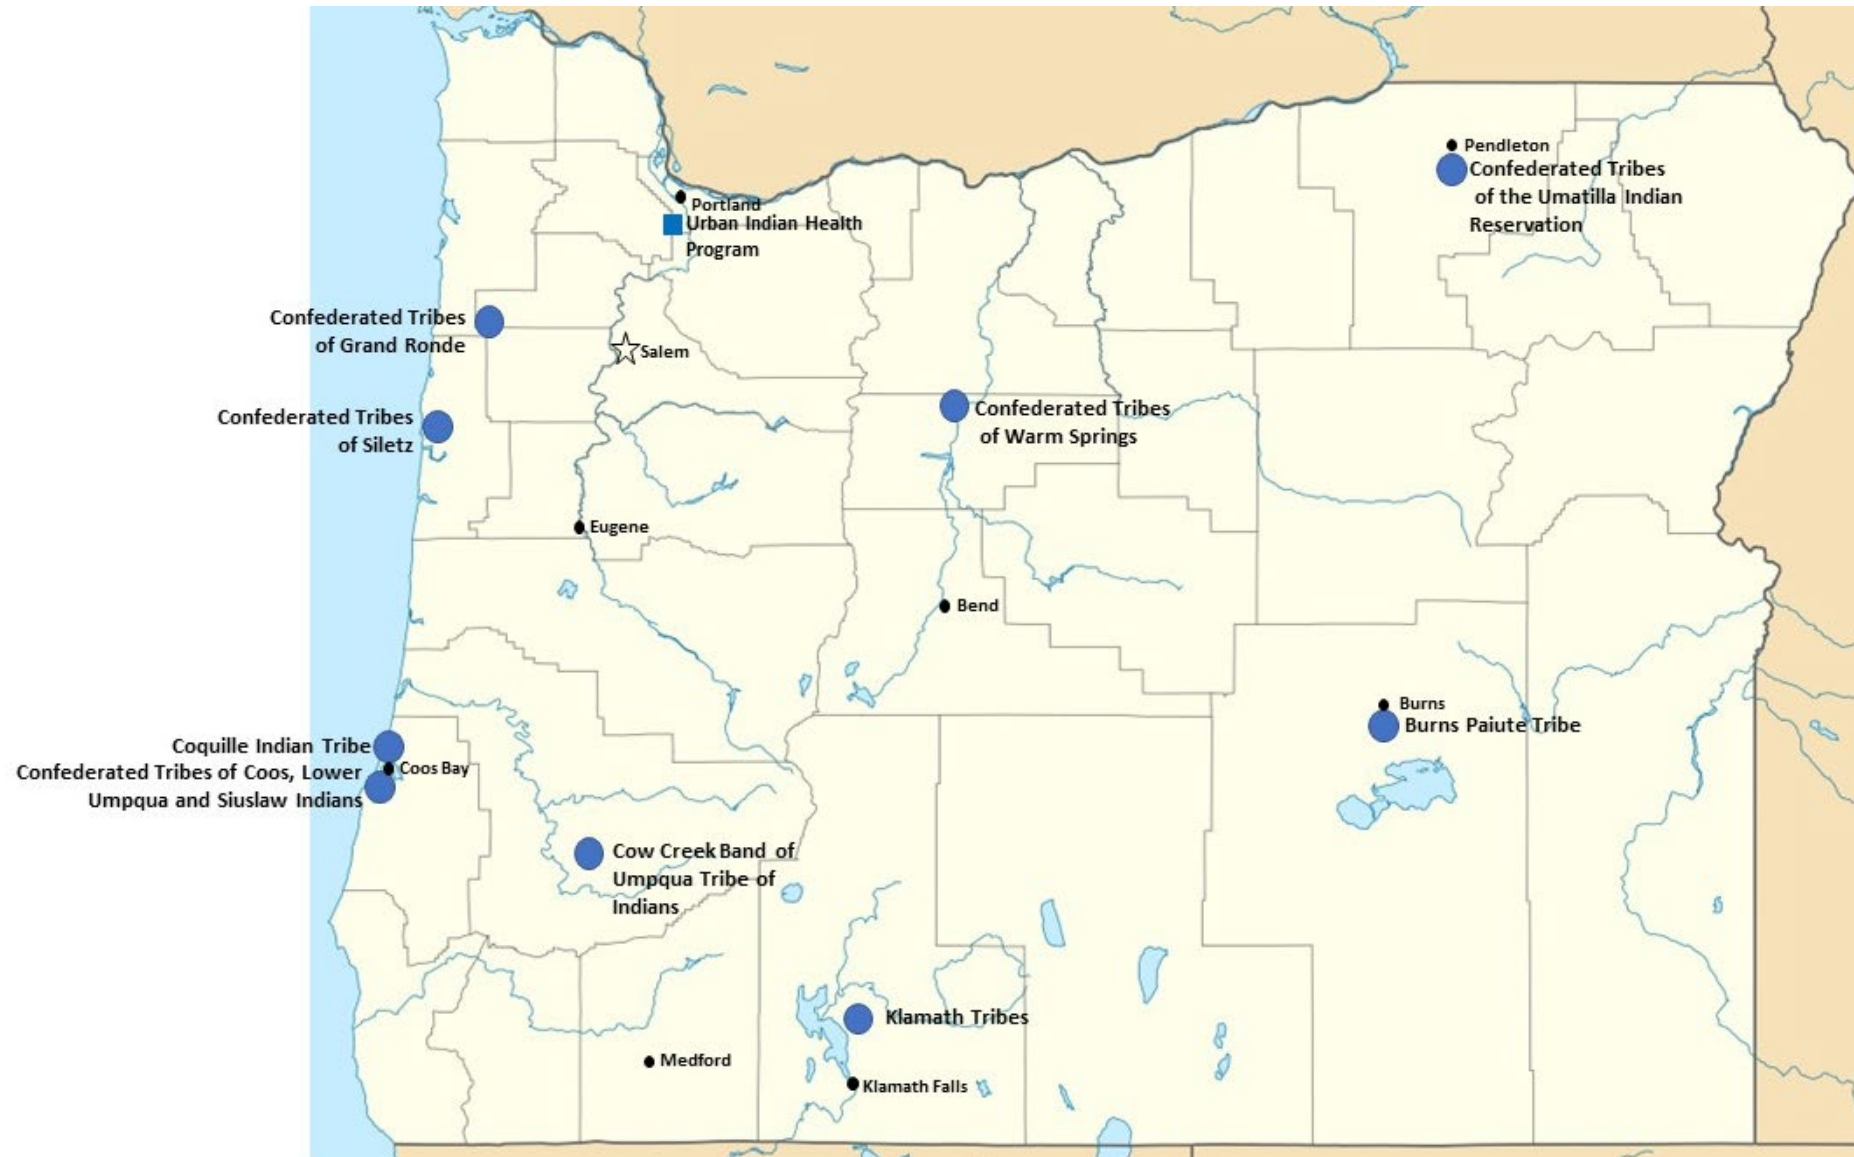 Pendleton
Confederated Tribes
of the Umatilla Indian
Reservation
Portland
Urban Indian Health
Program
Confederated Tribes
of Grand Ronde
Salem
Confederated Tribes
of Siletz
Confederated Tribes
of Warm Springs
Eugene
Bend
Burns
Burns Paiute Tribe
Coquille Indian Tribe
Coos Bay
Confederated Tribes of Coos, Lower
Umpqua and Siuslaw Indians
Cow Creek Band of
Umpqua Tribe of
Indians
Klamath Tribes
Medford
Klamath Falls